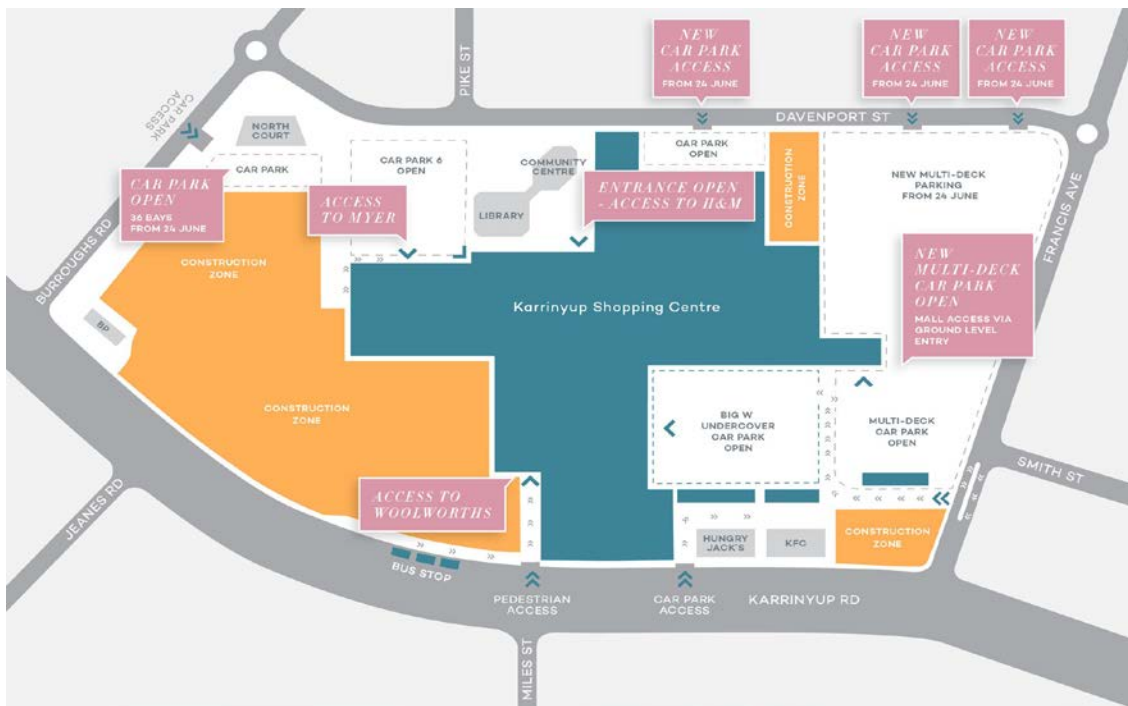 NEW
CAR PARK
ACCESS
FROM 24 JUNE
NEW
CAR PARK
ACCESS
FROM 24 JUNE
NEW
CAR PARK
ACCESS
FROM 24 JUNE
PIKE ST
CAR PARK
ACCESS
DAVENPORT ST
NORTH
COURT
CAR PARK
CAR PARK 6
OPEN
COMMUNITY
CENTRE
LIBRARY
CAR PARK
OPEN
CONSTRUCTION
ZONE
NEW MULTI-DECK
PARKING
FROM 24 JUNE
CAR PARK
OPEN
36 BAYS
FROM 24 JUNE
ACCESS
TO MYER
ENTRANCE OPEN
- ACCESS TO H&M
FRANCIS AVE
BURROUGHS RD
CONSTRUCTION
ZONE
NEW
MULTI-DECK
CAR PARK
OPEN
MALL ACCESS VIA
GROUND LEVEL
ENTRY
Karrinyup Shopping Centre
BP
CONSTRUCTION
ZONE
BIG W
UNDERCOVER
CAR PARK
OPEN
MULTI-DECK
CAR PARK
OPEN
SMITH ST
JEANES RD
ACCESS TO
WOOLWORTHS
HUNGRY
JACK'S
KFC
CONSTRUCTION
ZONE
BUS STOP
PEDESTRIAN
ACCESS
CAR PARK
ACCESS
KARRINYUP RD
MILES ST